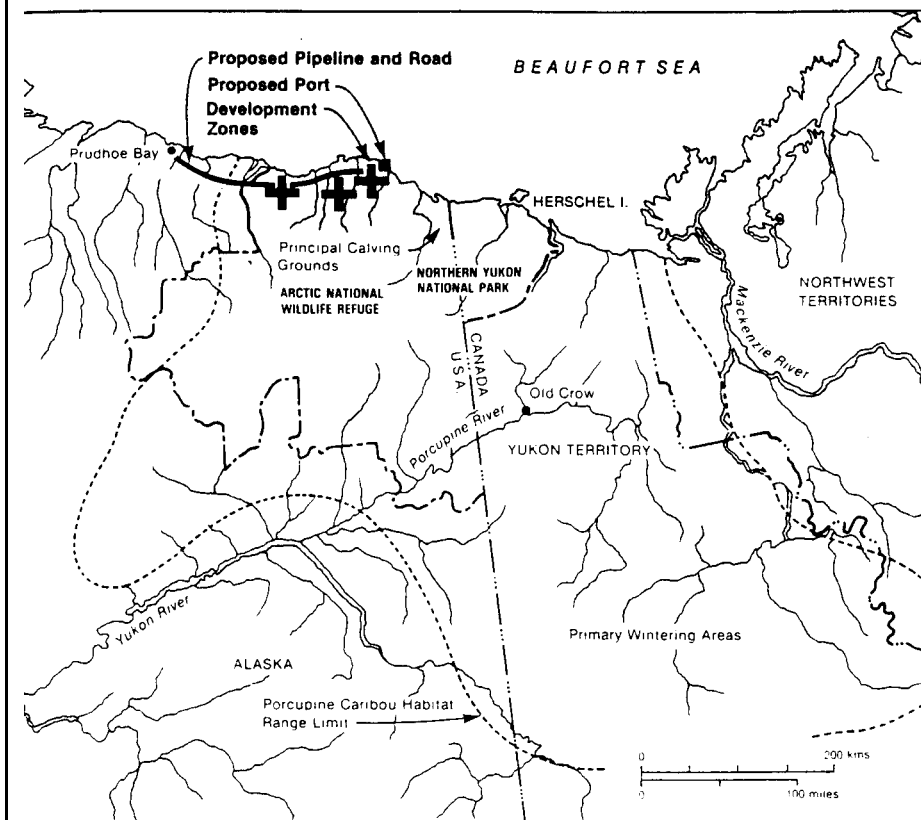 Proposed Pipeline and Road
Proposed Port
Development
Zones
BEAUFORT SEA
Prudhoe Bay
HERSCHEL I.
Principal Calving
Grounds
ARCTIC NATIONAL
WILDLIFE REFUGE
NORTHERN YUKON
NATIONAL PARK
NORTHWEST
TERRITORIES
Mackenzie River
CANADA
U.S.A.
Old Crow
Porcupine River
YUKON TERRITORY
Yukon River
Primary Wintering Areas
ALASKA
Porcupine Caribou Habitat
Range Limit
0 200 kms
0 100 miles